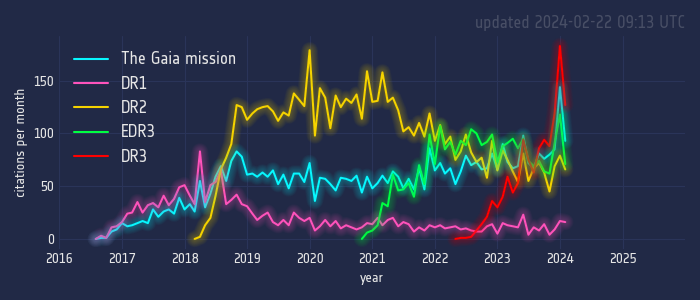 updated 2024-02-22 09:13 UTC
The Gaia mission
DR1
DR2
EDR3
DR3
citations per month
150
100
50
0
2016 2017 2018 2019 2020 2021 2022 2023 2024 2025
year